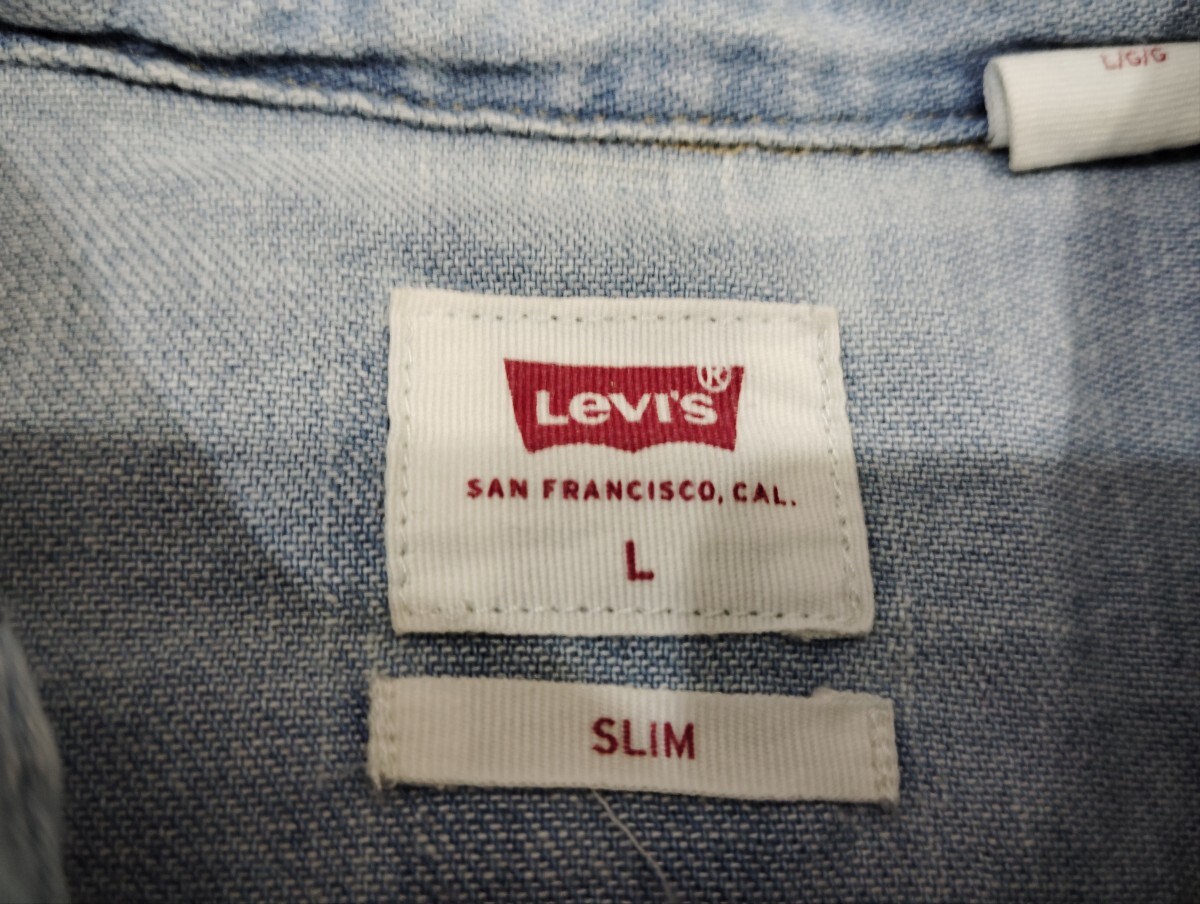 L/G/G
Levi's®
SAN FRANCISCO, CAL.
L
SLIM